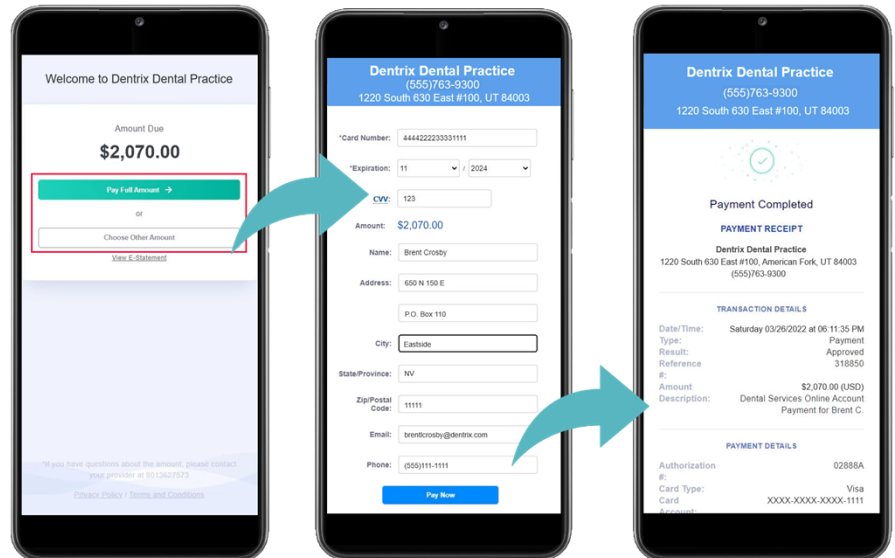 Welcome to Dentrix Dental Practice
Amount Due
$2,070.00
Pay Full Amount →
or
Choose Other Amount
View E-Statement
*If you have questions about the amount, please contact
your provider at 8013627573
Privacy Policy / Terms and Conditions
Dentrix Dental Practice
(555)763-9300
1220 South 630 East #100, UT 84003
*Card Number: 4444222233331111
*Expiration: 11 / 2024
CVV: 123
Amount: $2,070.00
Name: Brent Crosby
Address: 650 N 150 E
P.O. Box 110
City: Eastside
State/Province: NV
Zip/Postal
Code: 11111
Email: brentlcrosby@dentrix.com
Phone: (555)111-1111
Pay Now
Dentrix Dental Practice
(555)763-9300
1220 South 630 East #100, UT 84003
Payment Completed
PAYMENT RECEIPT
Dentrix Dental Practice
1220 South 630 East #100, American Fork, UT 84003
(555)763-9300
TRANSACTION DETAILS
Date/Time: Saturday 03/26/2022 at 06:11:35 PM
Type: Payment
Result: Approved
Reference 318850
#:
Amount $2,070.00 (USD)
Description: Dental Services Online Account
Payment for Brent C.
PAYMENT DETAILS
Authorization 02888A
#:
Card Type: Visa
Card XXXX-XXXX-XXXX-1111
Account: